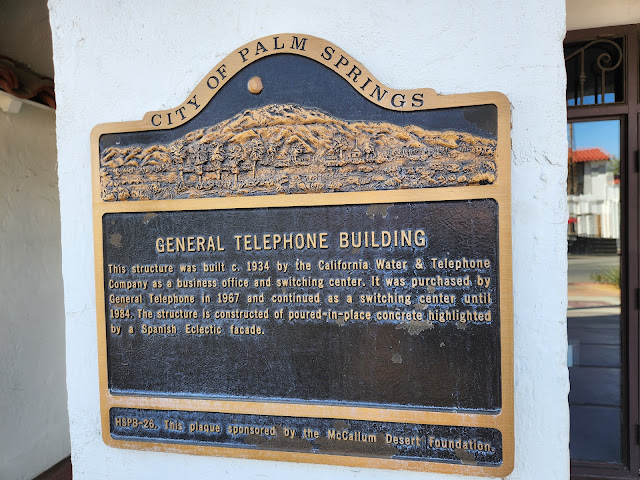 CITY OF PALM SPRINGS
GENERAL TELEPHONE BUILDING
This structure was built c. 1934 by the California Water & Telephone
Company as a business office and switching center. It was purchased by
General Telephone in 1967 and continued as a switching center until
1984. The structure is constructed of poured-in-place concrete highlighted
by a Spanish Eclectic facade.
HSPB-26. This plaque sponsored by the McCallum Desert Foundation.